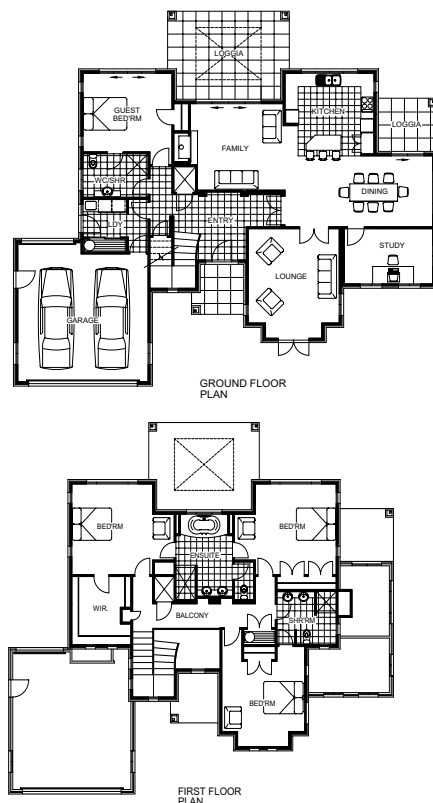 LOGGIA
GUEST
BED'RM
KITCHEN
LOGGIA
FAMILY
WC/SHR
DINING
LDY
ENTRY
STUDY
LOUNGE
GARAGE
GROUND FLOOR
PLAN
BED'RM
BED'RM
ENSUITE
WIR.
BALCONY
SHR'RM
BED'RM
FIRST FLOOR
PLAN